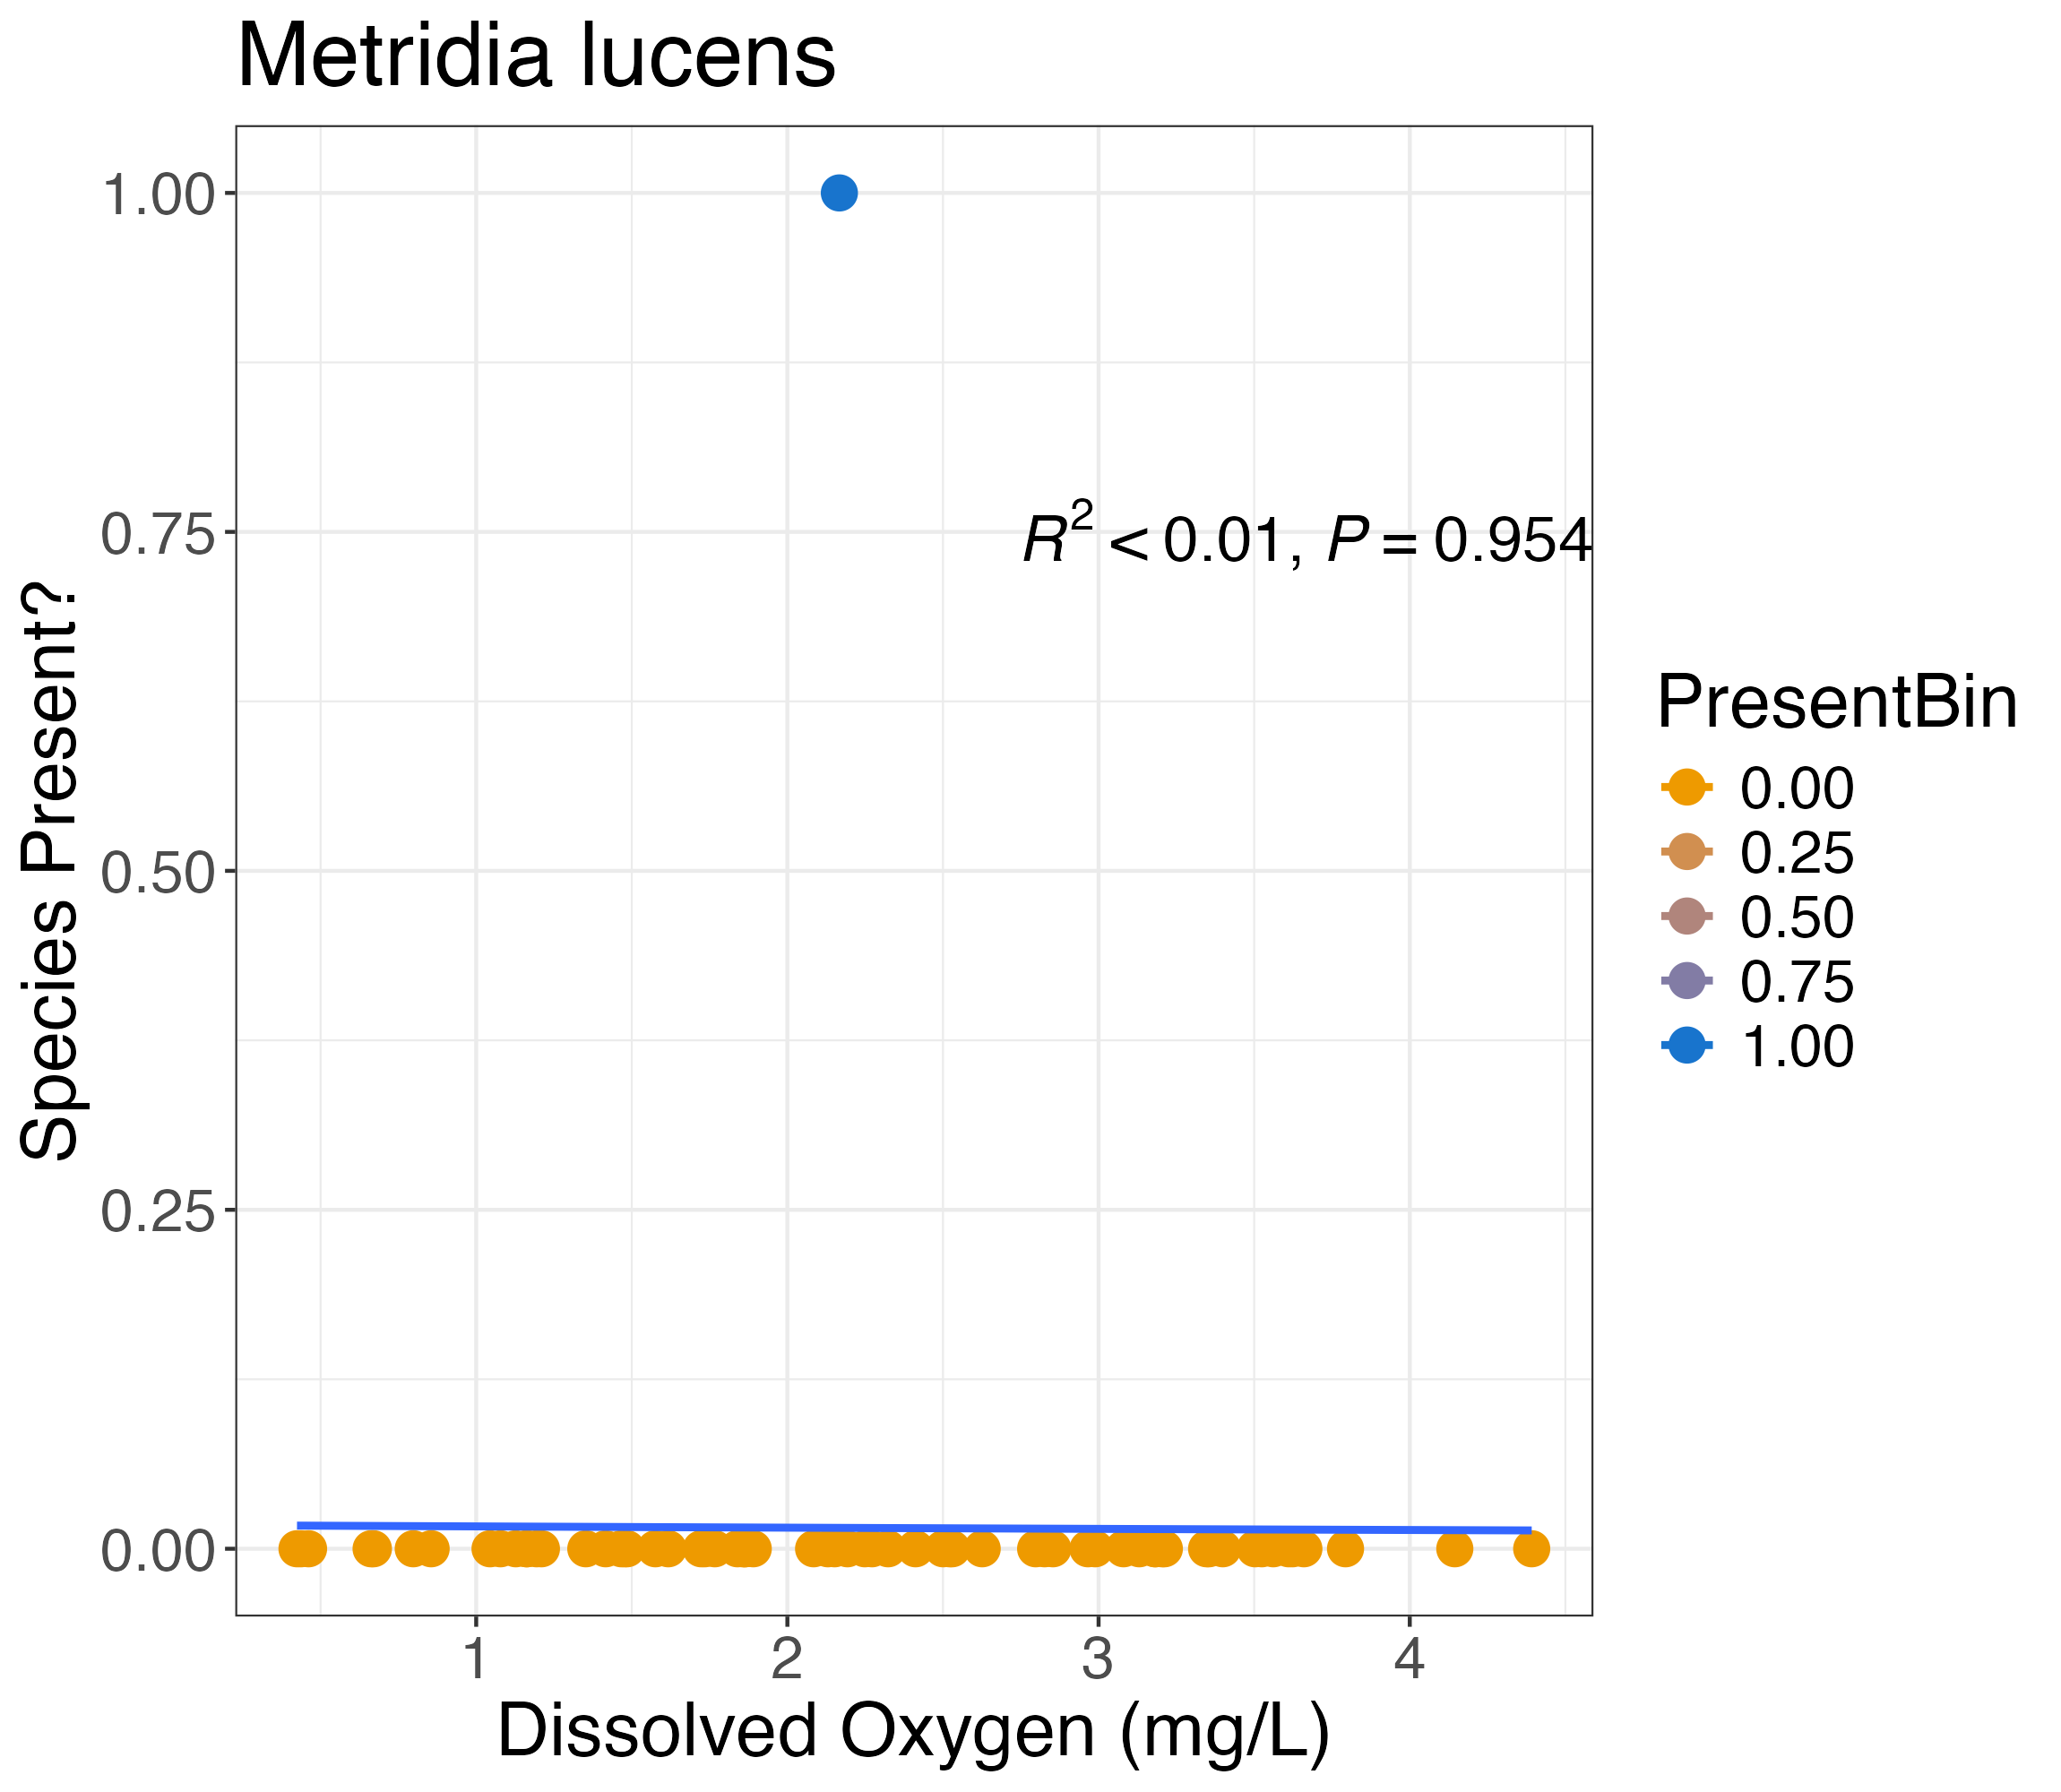 Metridia lucens
1.00
0.75
0.50
0.25
0.00
Species Present?
R² < 0.01, P = 0.954
1 2 3 4
Dissolved Oxygen (mg/L)
PresentBin
0.00
0.25
0.50
0.75
1.00